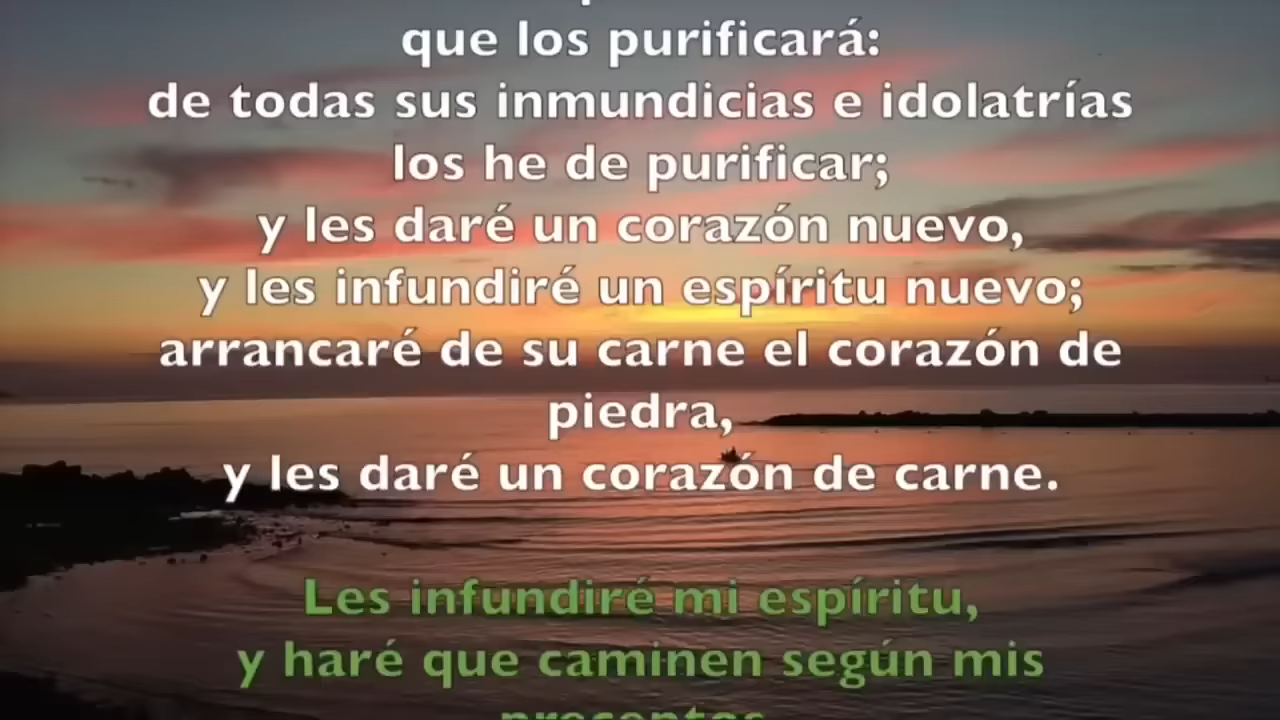 que los purificará:
de todas sus inmundicias e idolatrías
los he de purificar;
y les daré un corazón nuevo,
y les infundiré un espíritu nuevo;
arrancaré de su carne el corazón de
piedra,
y les daré un corazón de carne.
Les infundiré mi espíritu,
y haré que caminen según mis